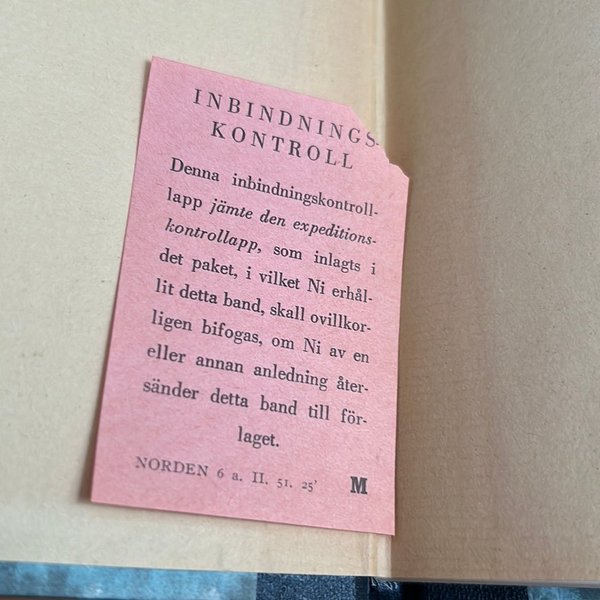 INBINDNINGS-
KONTROLL
Denna inbindningskontroll-
lapp jämte den expeditions-
kontrollapp, som inlagts i
det paket, i vilket Ni erhål-
lit detta band, skall ovillkor-
ligen bifogas, om Ni av en
eller annan anledning åter-
sänder detta band till för-
laget.
NORDEN 6 a. II. 51. 25' M